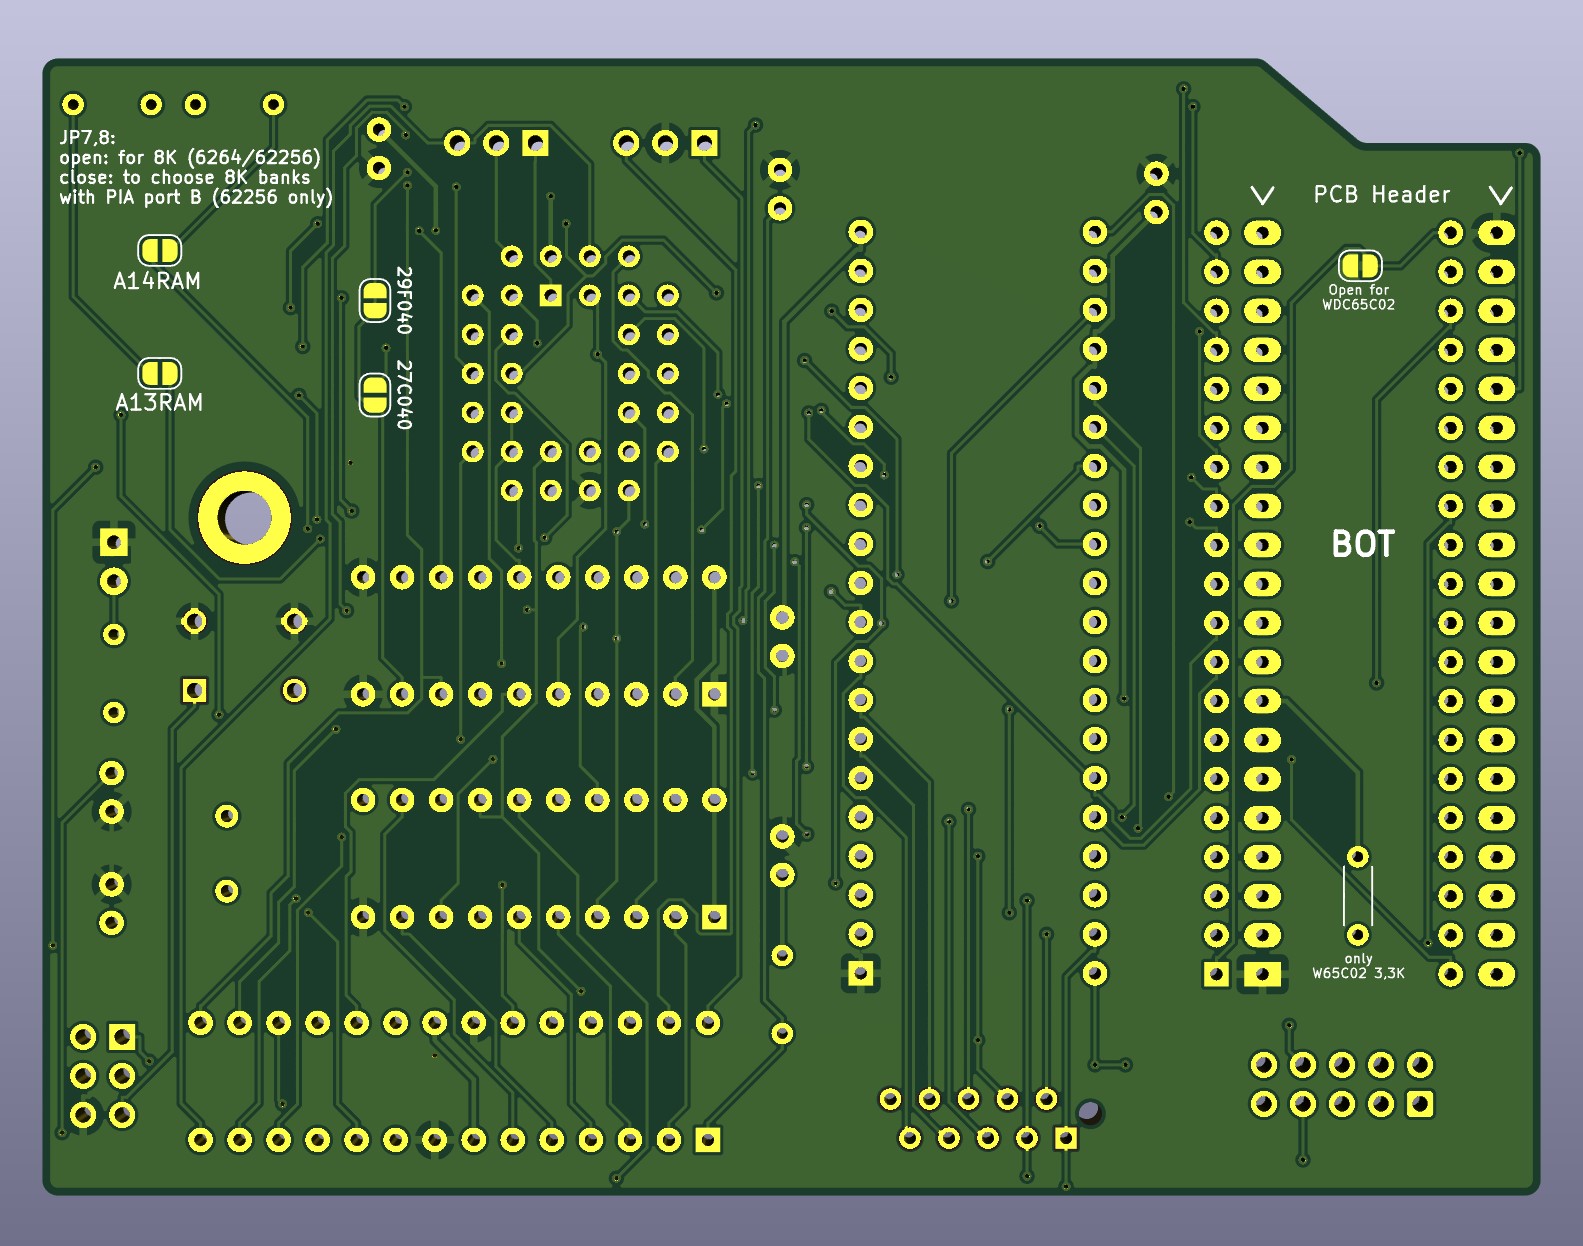 JP7,8:
open: for 8K (6264/62256)
close: to choose 8K banks
with PIA port B (62256 only)
A14RAM
A13RAM
29F040
27C040
PCB Header
Open for
WDC65C02
BOT
only
W65C02 3,3K